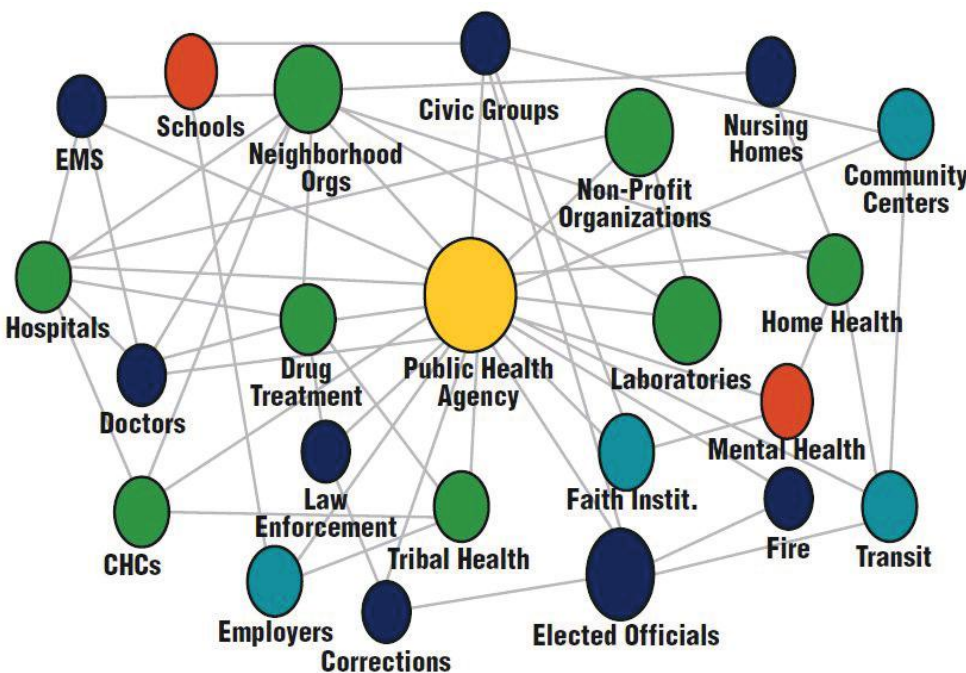 Civic Groups
Schools
EMS
Neighborhood
Orgs
Nursing
Homes
Community
Centers
Non-Profit
Organizations
Hospitals
Home Health
Drug
Treatment
Public Health
Agency
Laboratories
Doctors
Mental Health
Law
Enforcement
Faith Instit.
Tribal Health
Fire
Transit
CHCs
Employers
Corrections
Elected Officials